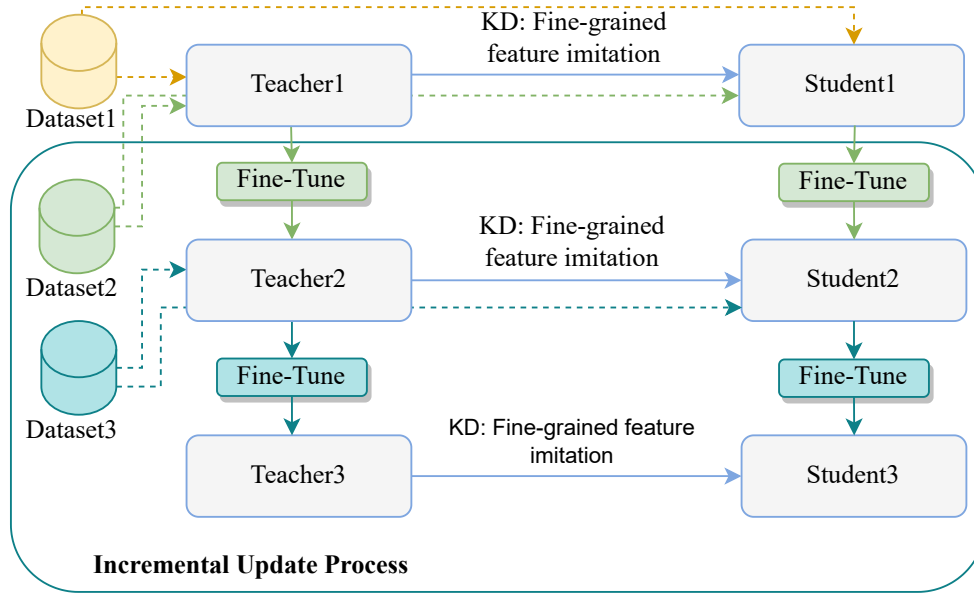 KD: Fine-grained
feature imitation
Teacher1
Student1
Dataset1
Fine-Tune
Fine-Tune
KD: Fine-grained
feature imitation
Dataset2
Teacher2
Student2
Fine-Tune
Fine-Tune
Dataset3
KD: Fine-grained feature
imitation
Teacher3
Student3
Incremental Update Process